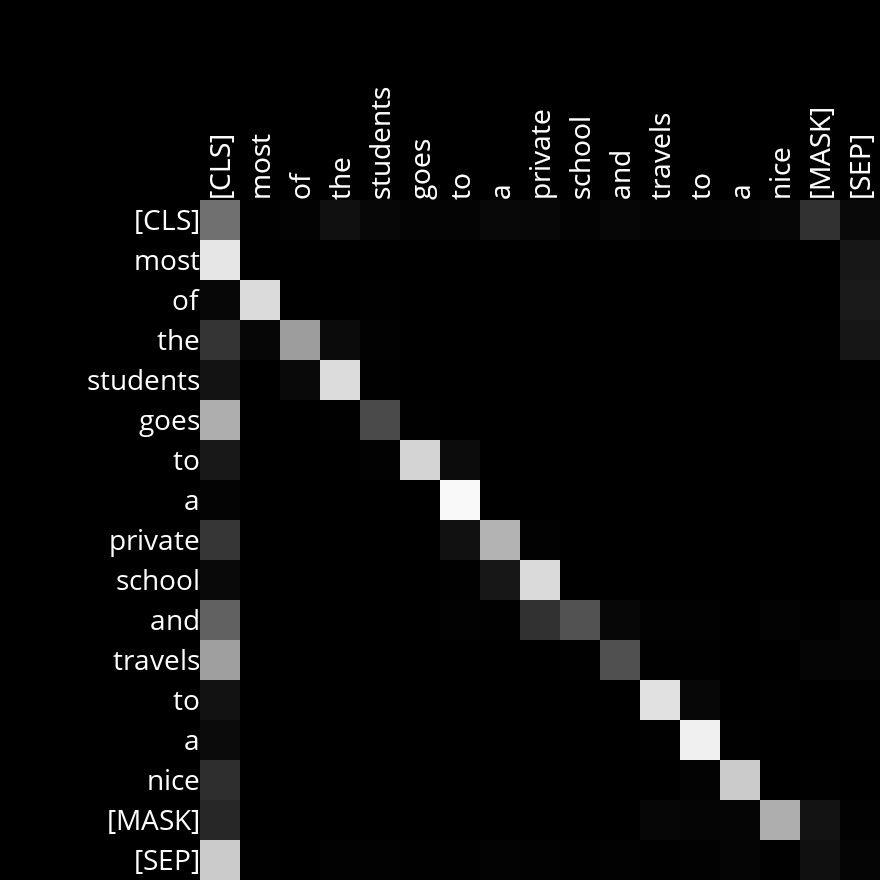 [CLS] most of the students goes to a private school and travels to a nice [MASK] [SEP]
[CLS]
most
of
the
students
goes
to
a
private
school
and
travels
to
a
nice
[MASK]
[SEP]